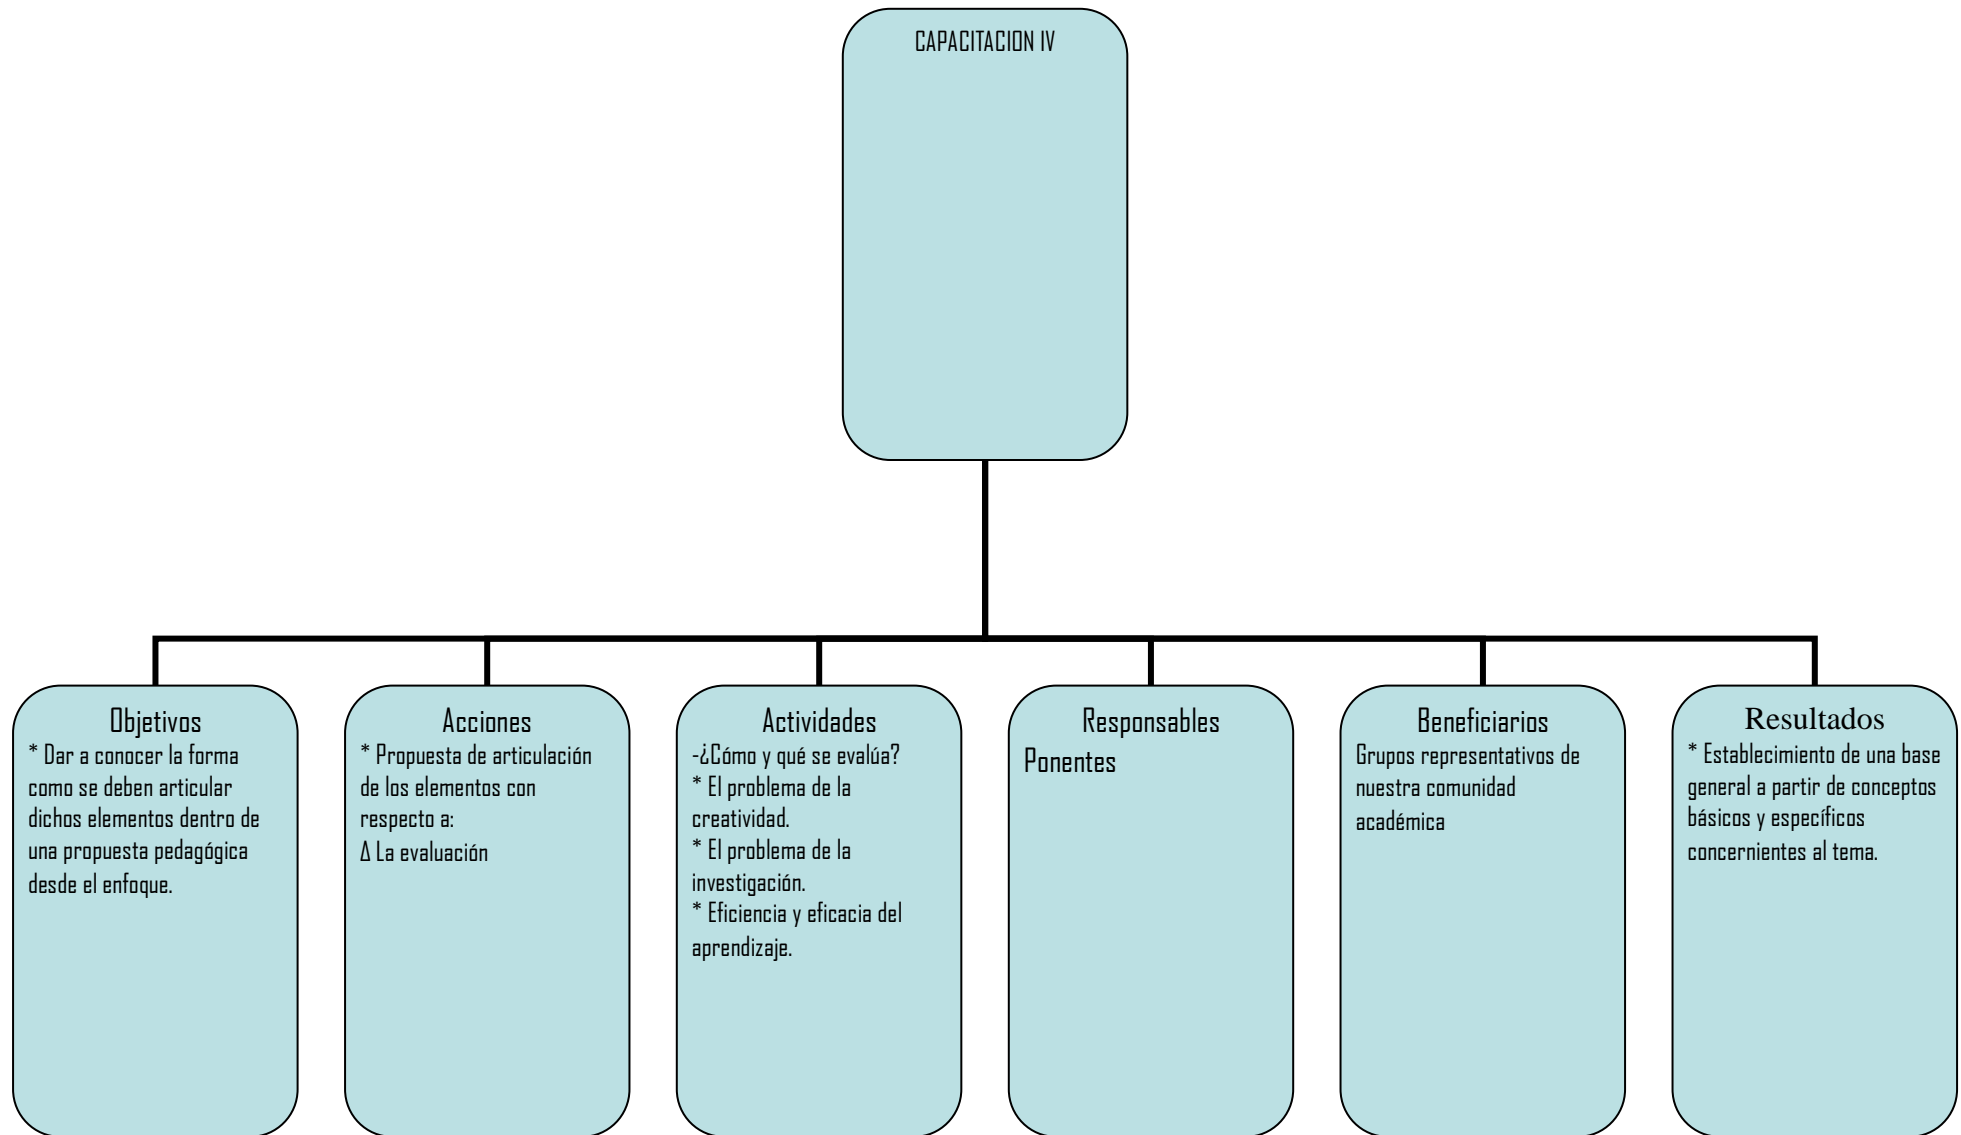 CAPACITACION IV
Objetivos
* Dar a conocer la forma
como se deben articular
dichos elementos dentro de
una propuesta pedagógica
desde el enfoque.
Acciones
* Propuesta de articulación
de los elementos con
respecto a:
Δ La evaluación
Actividades
-¿Cómo y qué se evalúa?
* El problema de la
creatividad.
* El problema de la
investigación.
* Eficiencia y eficacia del
aprendizaje.
Responsables
Ponentes
Beneficiarios
Grupos representativos de
nuestra comunidad
académica
Resultados
* Establecimiento de una base
general a partir de conceptos
básicos y específicos
concernientes al tema.